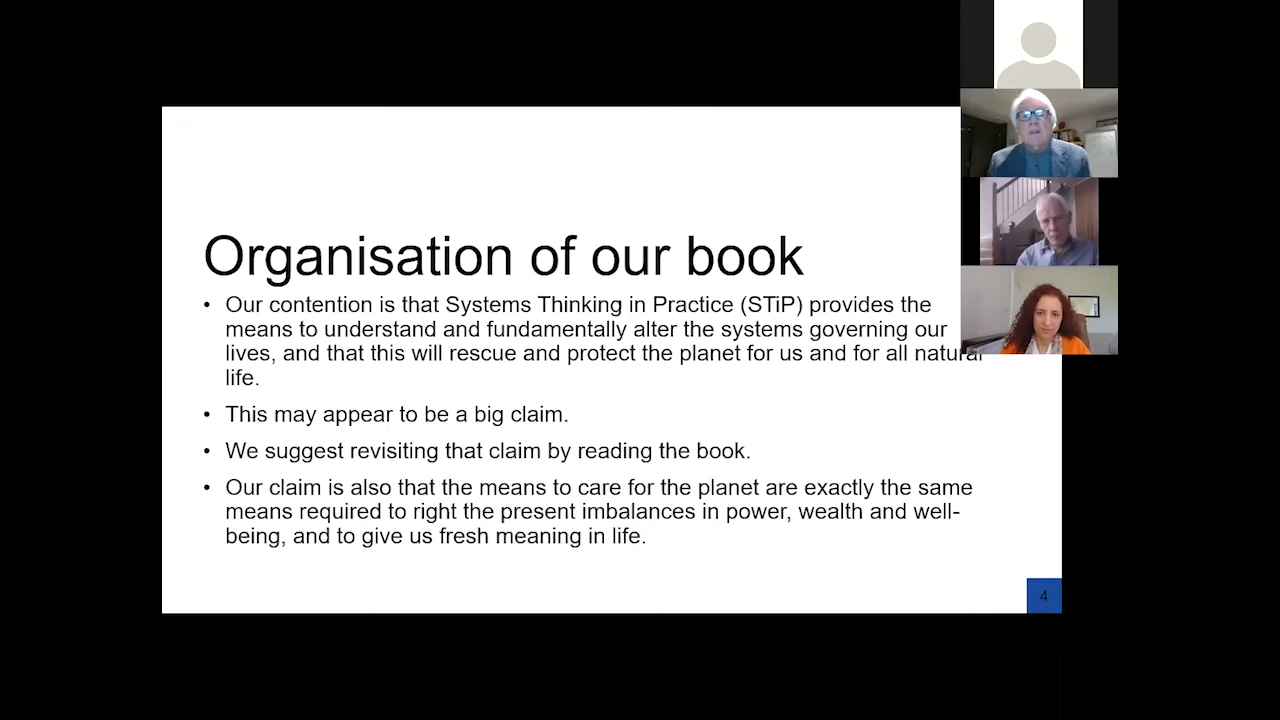 Organisation of our book
• Our contention is that Systems Thinking in Practice (STiP) provides the
means to understand and fundamentally alter the systems governing our
lives, and that this will rescue and protect the planet for us and for all natural
life.
• This may appear to be a big claim.
• We suggest revisiting that claim by reading the book.
• Our claim is also that the means to care for the planet are exactly the same
means required to right the present imbalances in power, wealth and well-
being, and to give us fresh meaning in life.
4